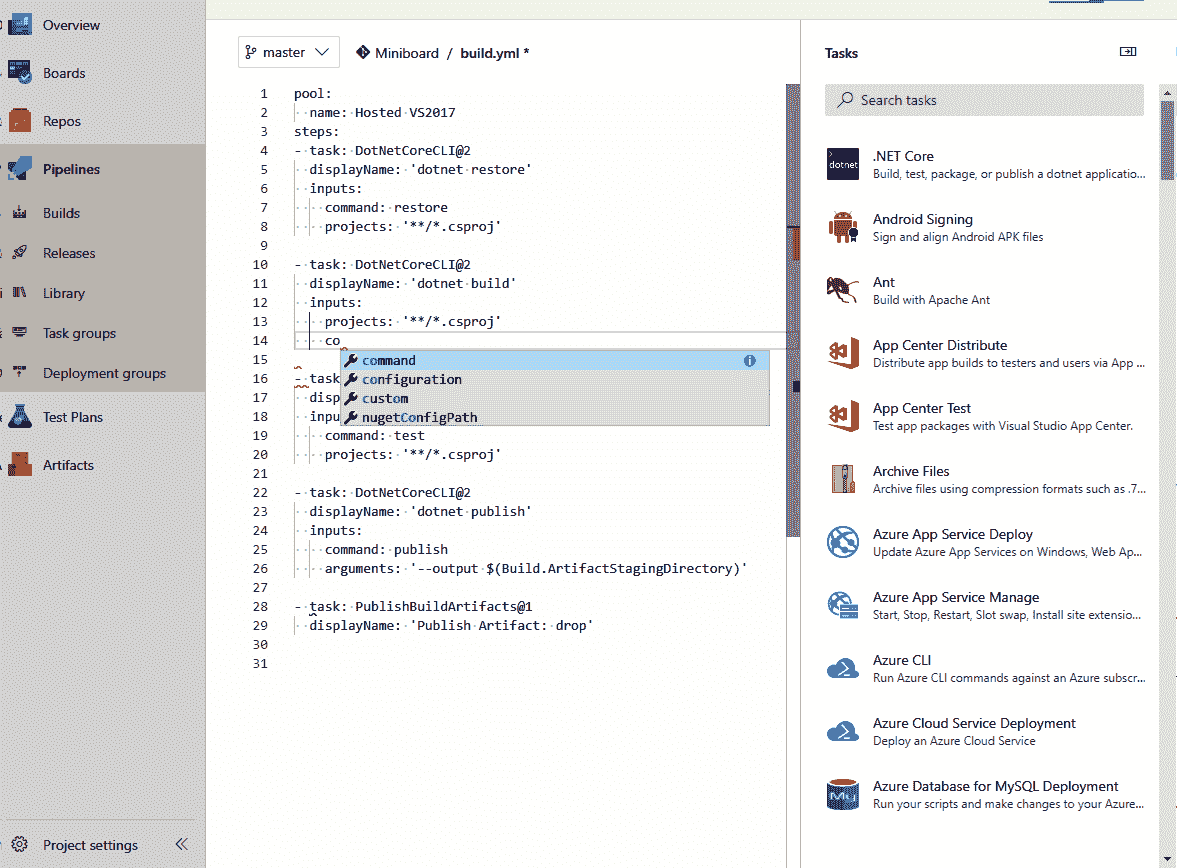 Overview
Boards
Repos
Pipelines
Builds
Releases
Library
Task groups
Deployment groups
Test Plans
Artifacts
Project settings
master
Miniboard / build.yml *
1 pool:
2 name: Hosted VS2017
3 steps:
4 - task: DotNetCoreCLI@2
5 displayName: 'dotnet restore'
6 inputs:
7 command: restore
8 projects: '**/*.csproj'
9
10 - task: DotNetCoreCLI@2
11 displayName: 'dotnet build'
12 inputs:
13 projects: '**/*.csproj'
14 co
15
16 - task
17 disp
18 inpu
19 command: test
20 projects: '**/*.csproj'
21
22 - task: DotNetCoreCLI@2
23 displayName: 'dotnet publish'
24 inputs:
25 command: publish
26 arguments: '--output $(Build.ArtifactStagingDirectory)'
27
28 - task: PublishBuildArtifacts@1
29 displayName: 'Publish Artifact: drop'
30
31
command
configuration
custom
nugetConfigPath
Tasks
Search tasks
dotnet
.NET Core
Build, test, package, or publish a dotnet applicatio...
Android Signing
Sign and align Android APK files
Ant
Build with Apache Ant
App Center Distribute
Distribute app builds to testers and users via App ...
App Center Test
Test app packages with Visual Studio App Center.
Archive Files
Archive files using compression formats such as .7...
Azure App Service Deploy
Update Azure App Services on Windows, Web Ap...
Azure App Service Manage
Start, Stop, Restart, Slot swap, Install site extensio...
Azure CLI
Run Azure CLI commands against an Azure subscr...
Azure Cloud Service Deployment
Deploy an Azure Cloud Service
Azure Database for MySQL Deployment
Run your scripts and make changes to your Azure...
My